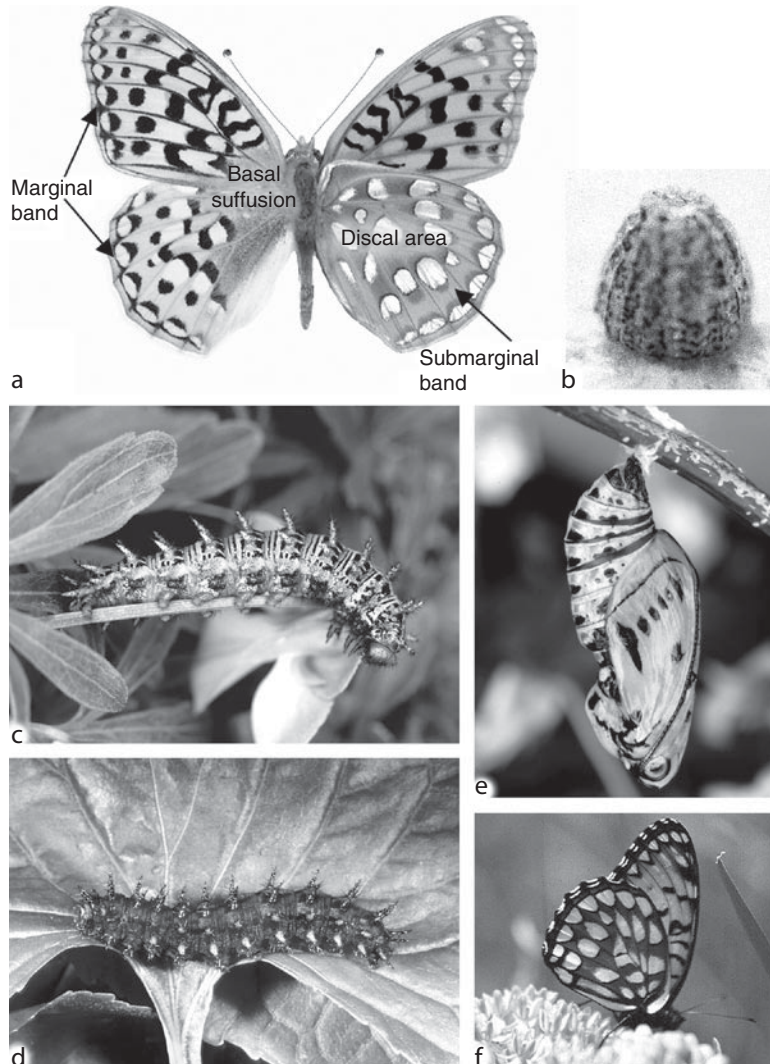 Marginal
band
Basal
suffusion
Discal area
Submarginal
band
a
b
c
d
e
f